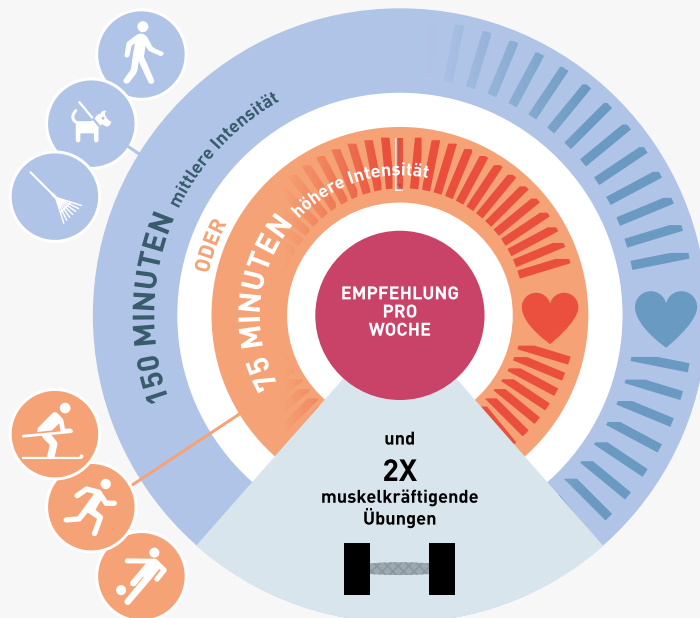 150 MINUTEN mittlere Intensität
ODER
75 MINUTEN höhere Intensität
EMPFEHLUNG
PRO
WOCHE
und
2X
muskelkräftigende
Übungen